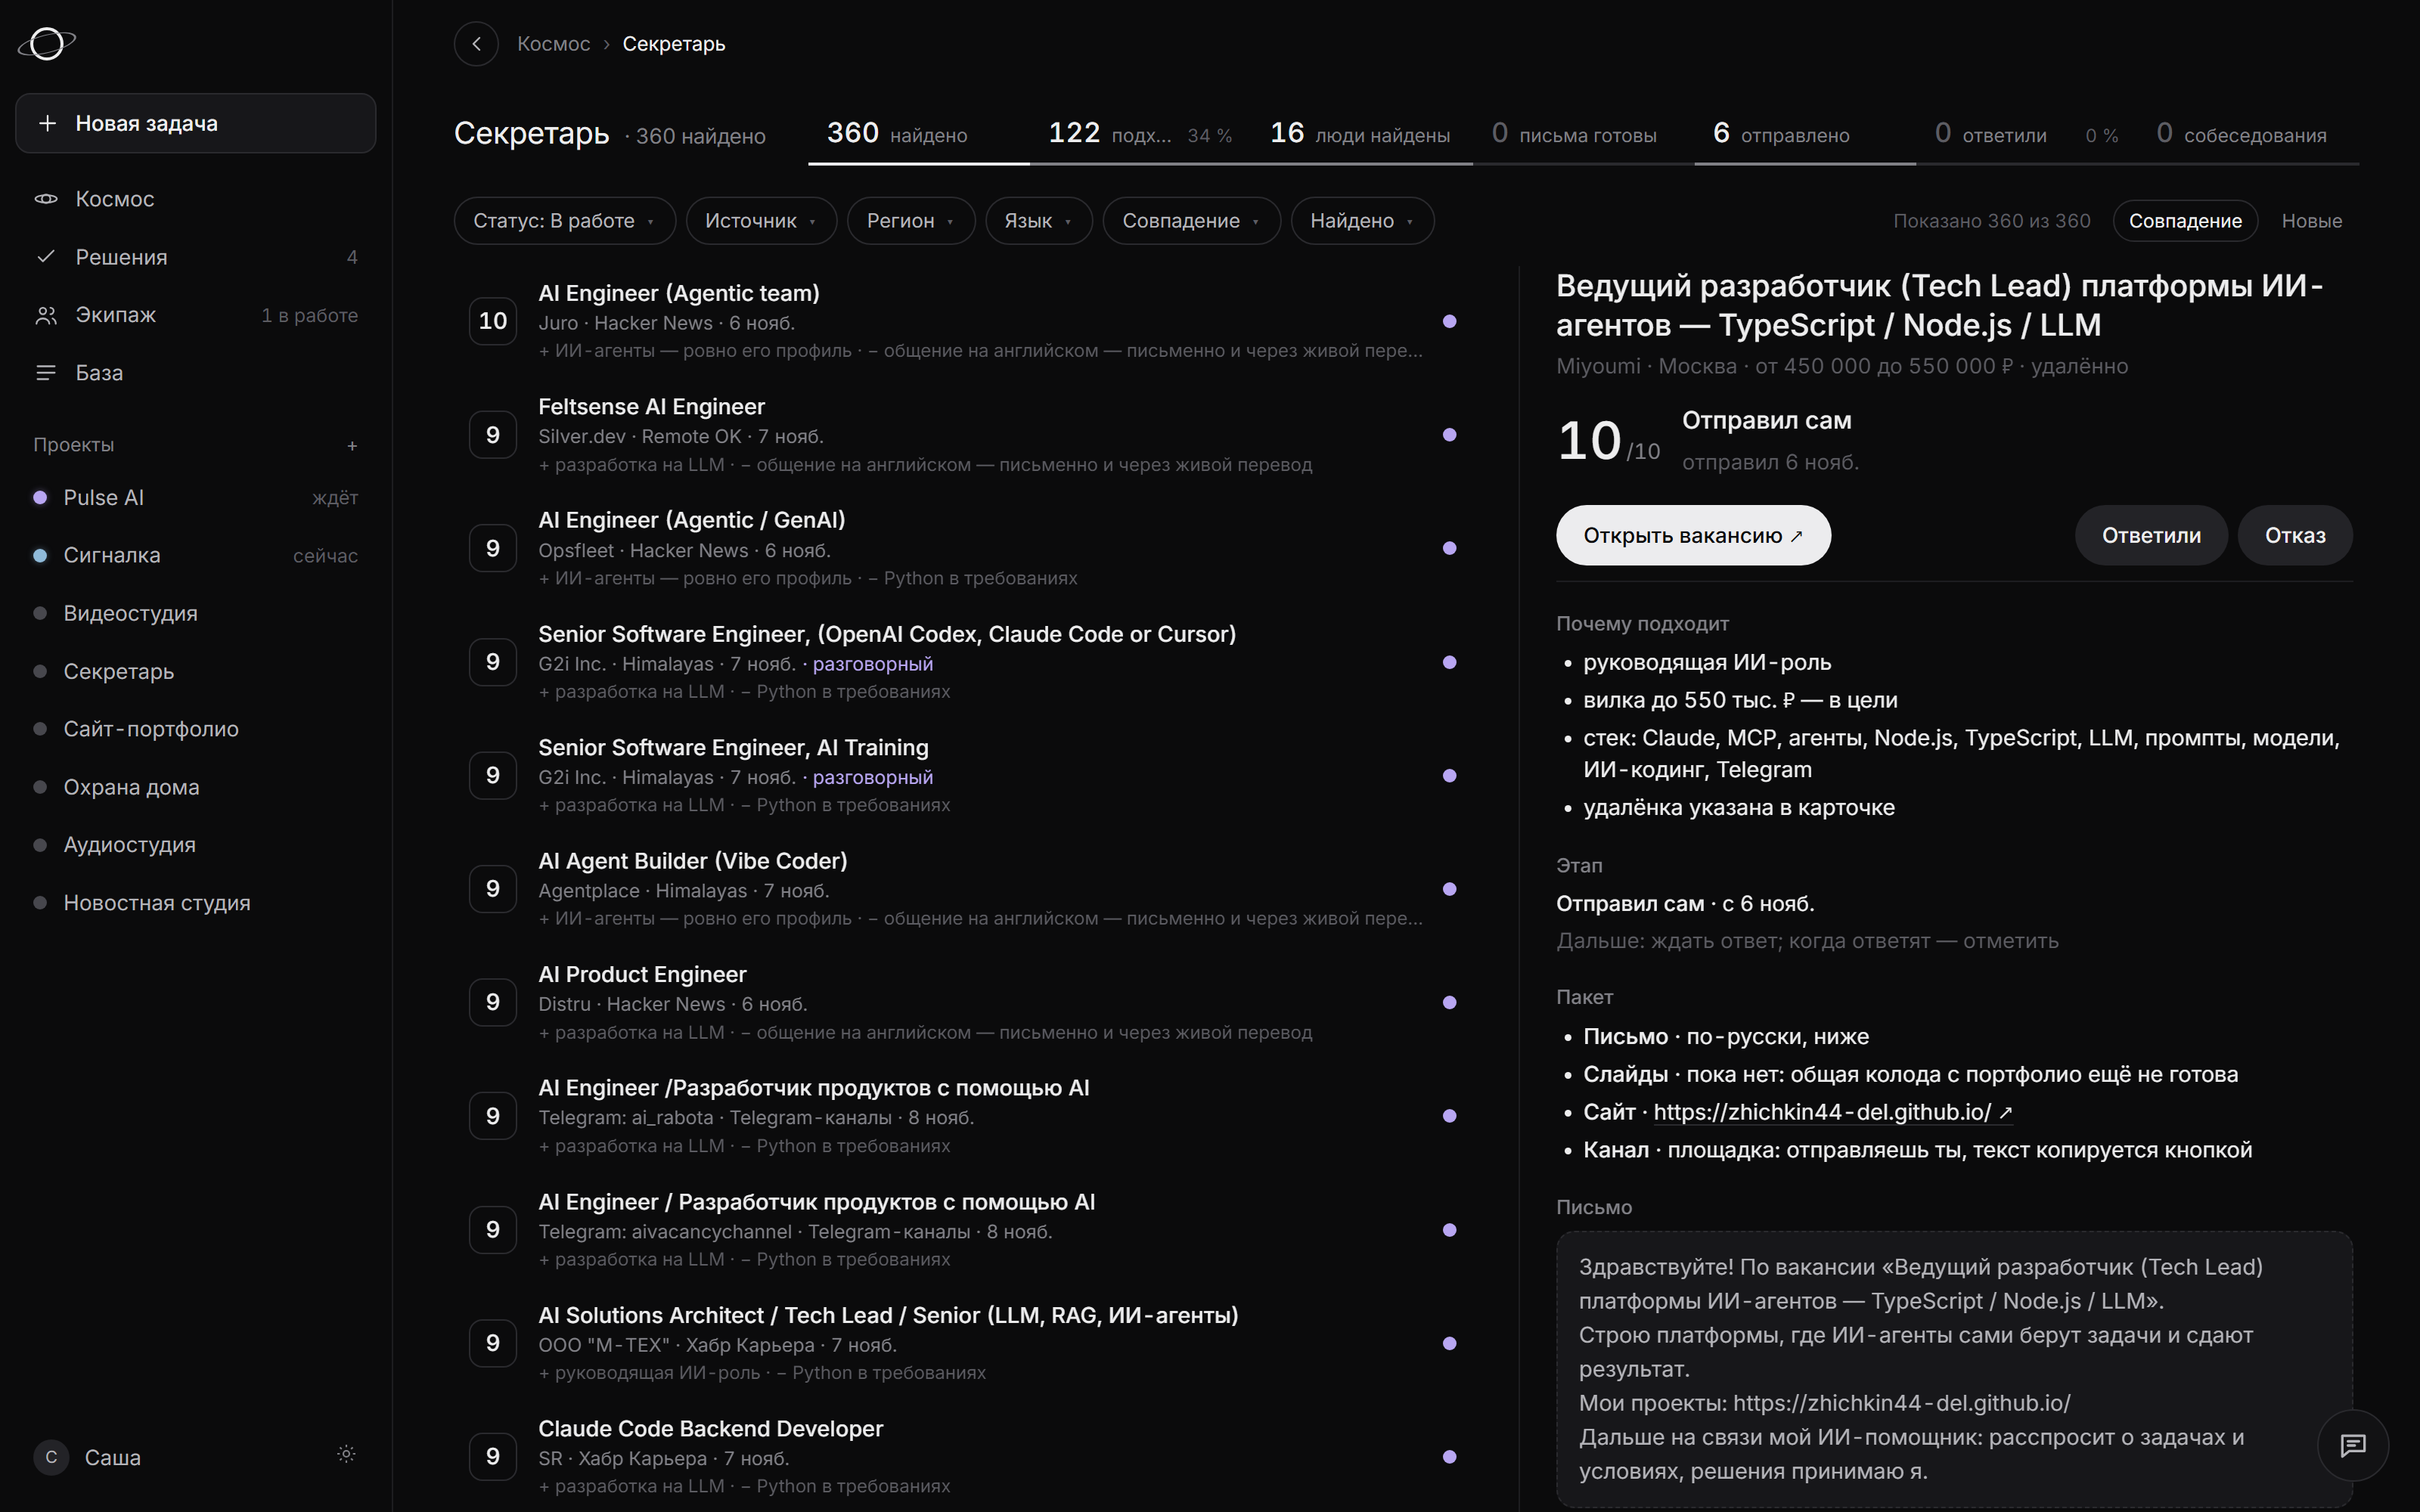 Новая задача
Космос
Решения 4
Экипаж 1 в работе
База
Проекты +
Pulse AI ждёт
Сигналка сейчас
Видеостудия
Секретарь
Сайт-портфолио
Охрана дома
Аудиостудия
Новостная студия
С Саша
Космос › Секретарь
Секретарь · 360 найдено
360 найдено
122 подх... 34 %
16 люди найдены
0 письма готовы
6 отправлено
0 ответили 0 %
0 собеседования
Статус: В работе
Источник
Регион
Язык
Совпадение
Найдено
Показано 360 из 360
Совпадение
Новые
10
AI Engineer (Agentic team)
Juro · Hacker News · 6 нояб.
+ ИИ-агенты — ровно его профиль · − общение на английском — письменно и через живой пере...
9
Feltsense AI Engineer
Silver.dev · Remote OK · 7 нояб.
+ разработка на LLM · − общение на английском — письменно и через живой перевод
9
AI Engineer (Agentic / GenAI)
Opsfleet · Hacker News · 6 нояб.
+ ИИ-агенты — ровно его профиль · − Python в требованиях
9
Senior Software Engineer, (OpenAI Codex, Claude Code or Cursor)
G2i Inc. · Himalayas · 7 нояб. · разговорный
+ разработка на LLM · − Python в требованиях
9
Senior Software Engineer, AI Training
G2i Inc. · Himalayas · 7 нояб. · разговорный
+ разработка на LLM · − Python в требованиях
9
AI Agent Builder (Vibe Coder)
Agentplace · Himalayas · 7 нояб.
+ ИИ-агенты — ровно его профиль · − общение на английском — письменно и через живой пере...
9
AI Product Engineer
Distru · Hacker News · 6 нояб.
+ разработка на LLM · − общение на английском — письменно и через живой перевод
9
AI Engineer /Разработчик продуктов с помощью AI
Telegram: ai_rabota · Telegram-каналы · 8 нояб.
+ разработка на LLM · − Python в требованиях
9
AI Engineer / Разработчик продуктов с помощью AI
Telegram: aivacancychannel · Telegram-каналы · 8 нояб.
+ разработка на LLM · − Python в требованиях
9
AI Solutions Architect / Tech Lead / Senior (LLM, RAG, ИИ-агенты)
ООО "М-ТЕХ" · Хабр Карьера · 7 нояб.
+ руководящая ИИ-роль · − Python в требованиях
9
Claude Code Backend Developer
SR · Хабр Карьера · 7 нояб.
+ разработка на LLM · − Python в требованиях
Ведущий разработчик (Tech Lead) платформы ИИ-
агентов — TypeScript / Node.js / LLM
Miyoumi · Москва · от 450 000 до 550 000 ₽ · удалённо
10 /10
Отправил сам
отправил 6 нояб.
Открыть вакансию ↗
Ответили
Отказ
Почему подходит
• руководящая ИИ-роль
• вилка до 550 тыс. ₽ — в цели
• стек: Claude, MCP, агенты, Node.js, TypeScript, LLM, промпты, модели,
ИИ-кодинг, Telegram
• удалёнка указана в карточке
Этап
Отправил сам · с 6 нояб.
Дальше: ждать ответ; когда ответят — отметить
Пакет
• Письмо · по-русски, ниже
• Слайды · пока нет: общая колода с портфолио ещё не готова
• Сайт · https://zhichkin44-del.github.io/ ↗
• Канал · площадка: отправляешь ты, текст копируется кнопкой
Письмо
Здравствуйте! По вакансии «Ведущий разработчик (Tech Lead)
платформы ИИ-агентов — TypeScript / Node.js / LLM».
Строю платформы, где ИИ-агенты сами берут задачи и сдают
результат.
Мои проекты: https://zhichkin44-del.github.io/
Дальше на связи мой ИИ-помощник: расспросит о задачах и
условиях, решения принимаю я.